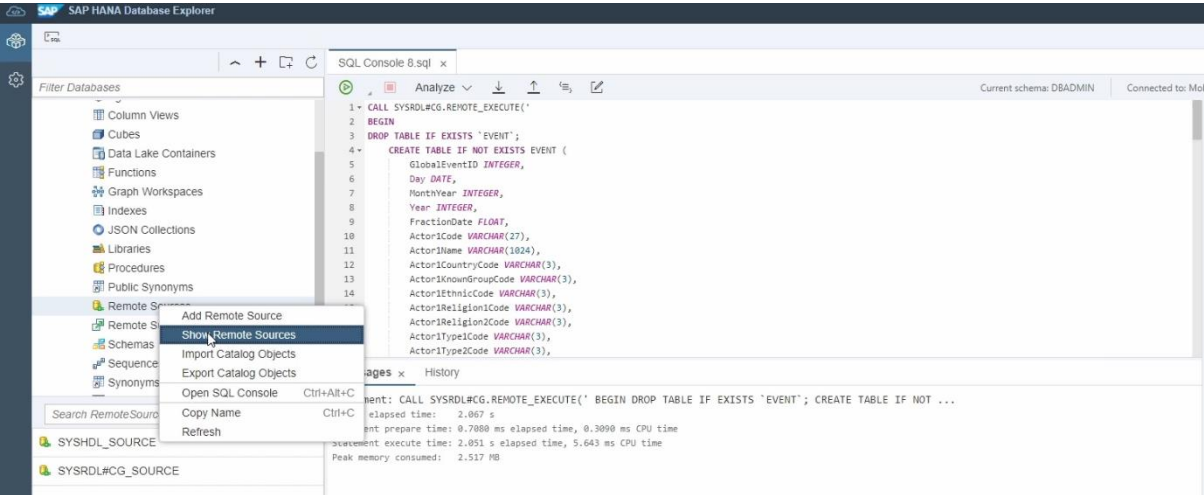 SAP SAP HANA Database Explorer
SQL Console 8.sql ×
Filter Databases
Analyze
Current schema: DBADMIN
Connected to:
Column Views
Cubes
Data Lake Containers
Functions
Graph Workspaces
Indexes
JSON Collections
Libraries
Procedures
Public Synonyms
Remote Sources
Remote
Schemas
Synonyms
Add Remote Source
Show Remote Sources
Import Catalog Objects
Export Catalog Objects
Open SQL Console Ctrl+Alt+C
Copy Name Ctrl+C
Refresh
Search
SYSHDL_SOURCE
SYSRDL#CG_SOURCE
1 CALL SYSRDL#CG.REMOTE_EXECUTE('
2 BEGIN
3 DROP TABLE IF EXISTS `EVENT`;
4 CREATE TABLE IF NOT EXISTS EVENT (
5 GlobalEventID INTEGER,
6 Day DATE,
7 MonthYear INTEGER,
8 Year INTEGER,
9 FractionDate FLOAT,
10 Actor1Code VARCHAR(27),
11 Actor1Name VARCHAR(1024),
12 Actor1CountryCode VARCHAR(3),
13 Actor1KnownGroupCode VARCHAR(3),
14 Actor1EthnicCode VARCHAR(3),
Actor1Religion1Code VARCHAR(3),
Actor1Religion2Code VARCHAR(3),
Actor1Type1Code VARCHAR(3),
Actor1Type2Code VARCHAR(3),
ages × History
ment: CALL SYSRDL#CG.REMOTE_EXECUTE(' BEGIN DROP TABLE IF EXISTS `EVENT`; CREATE TABLE IF NOT ...
elapsed time: 2.067 s
ent prepare time: 0.7080 ms elapsed time, 0.3090 ms CPU time
Statement execute time: 2.051 s elapsed time, 5.643 ms CPU time
Peak memory consumed: 2.517 MB